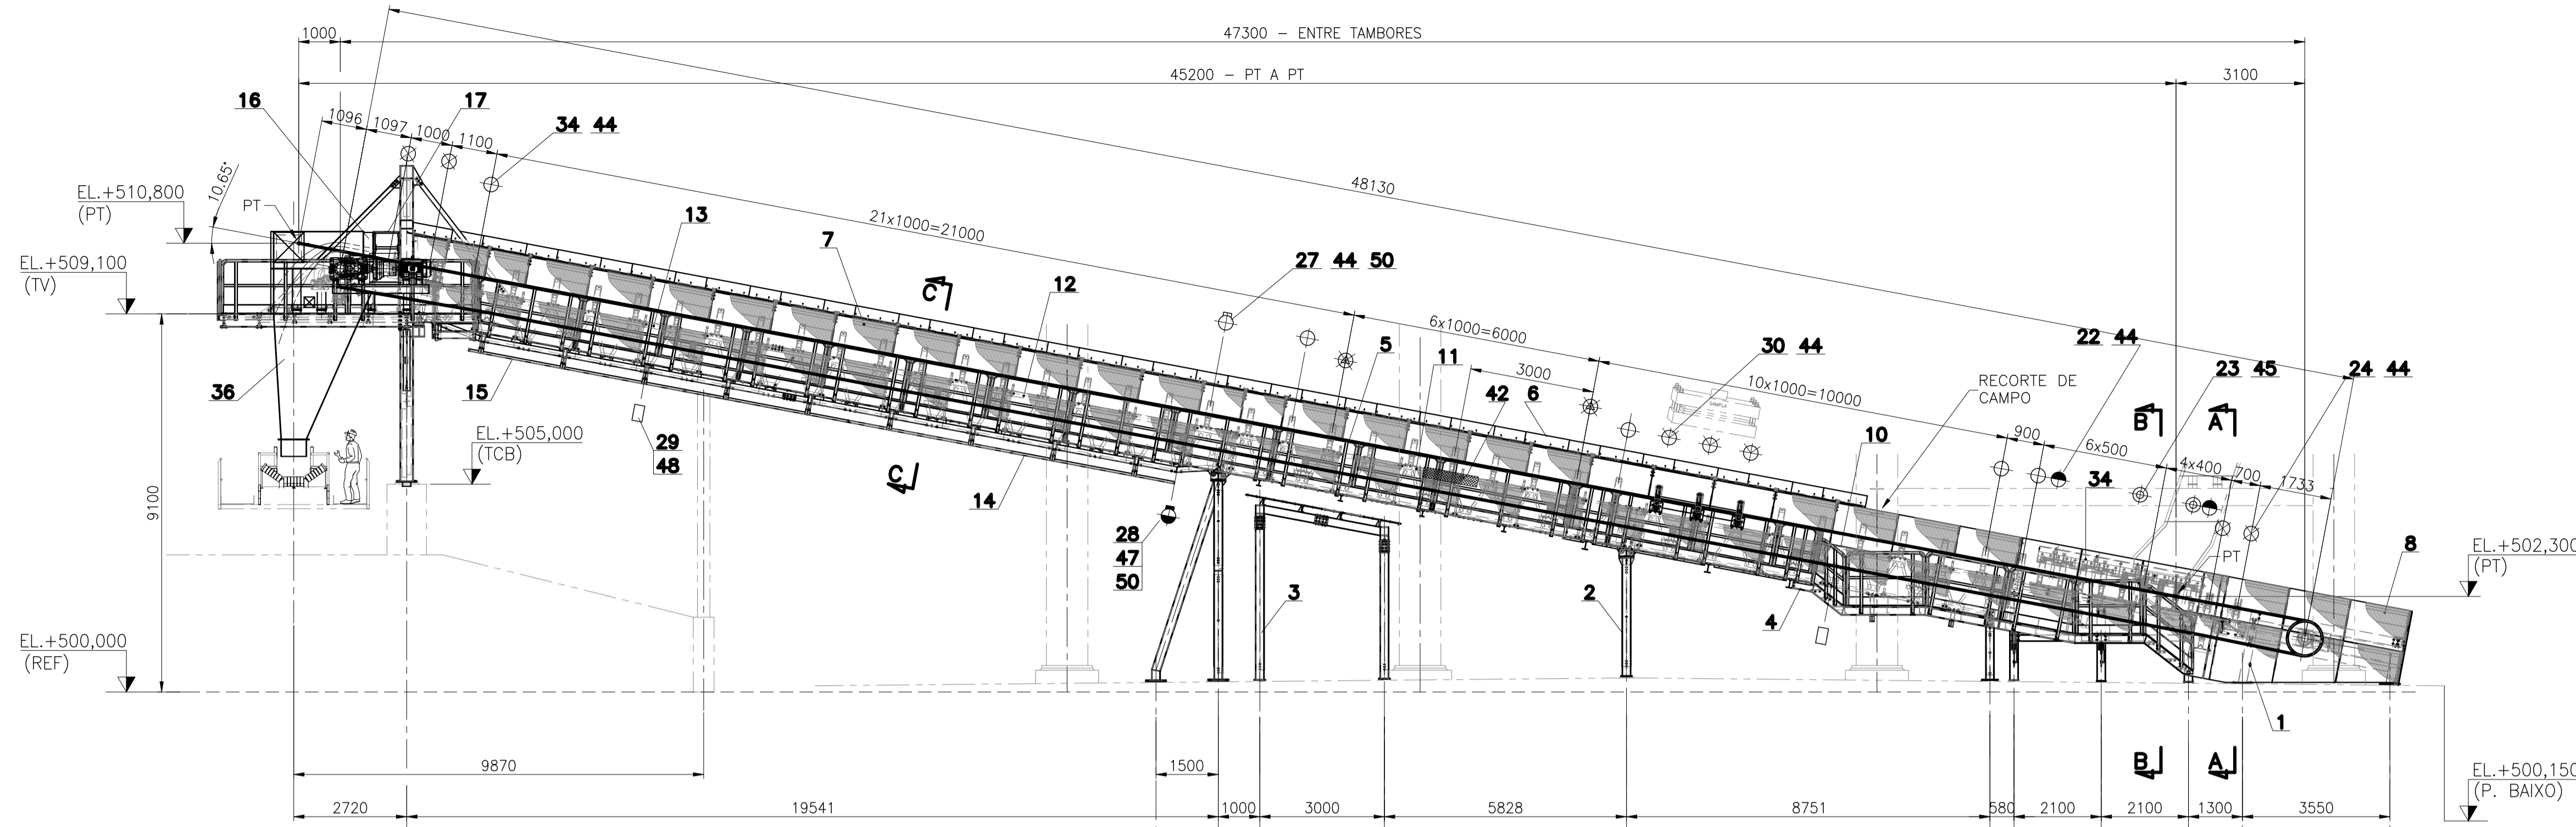 1000
47300 - ENTRE TAMBORES
45200 - PT A PT
3100
16
17
1096
1097
1000
1100
34 44
48130
10.65°
EL.+510,800
(PT)
PT
21x1000=21000
13
7
C
12
27 44 50
6x1000=6000
5
11
30 44
22 44
EL.+509,100
(TV)
3000
42
6
10x1000=10000
SAMPLA
RECORTE DE
CAMPO
23 45
24 44
B
A
36
15
EL.+505,000
(TCB)
29
48
C
14
10
900
6x500
4x400
700
1733
34
9100
28
47
50
3
2
4
PT
8
EL.+502,300
(PT)
EL.+500,000
(REF)
1
9870
1500
B
A
EL.+500,150
(P. BAIXO)
2720
19541
1000
3000
5828
8751
580
2100
2100
1300
3550